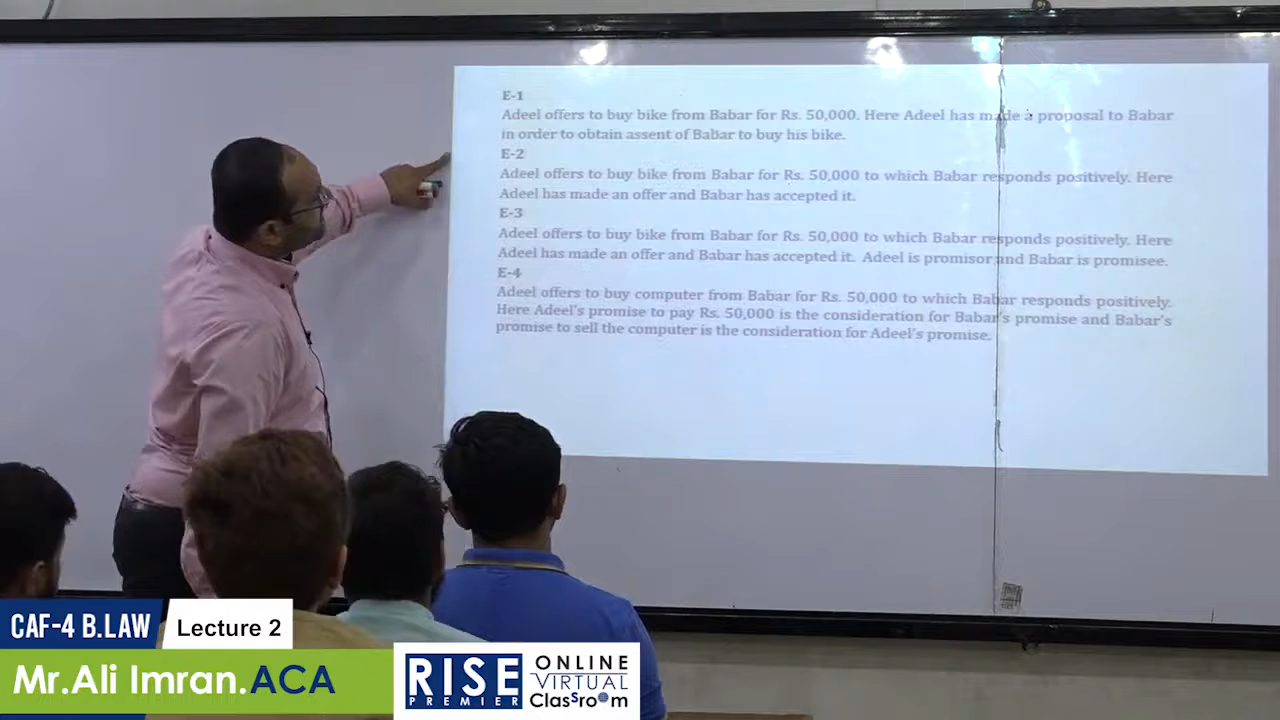 E-1
Adeel offers to buy bike from Babar for Rs. 50,000. Here Adeel has made a proposal to Babar
in order to obtain assent of Babar to buy his bike.
E-2
Adeel offers to buy bike from Babar for Rs. 50,000 to which Babar responds positively. Here
Adeel has made an offer and Babar has accepted it.
E-3
Adeel offers to buy bike from Babar for Rs. 50,000 to which Babar responds positively. Here
Adeel has made an offer and Babar has accepted it. Adeel is promisor and Babar is promisee.
E-4
Adeel offers to buy computer from Babar for Rs. 50,000 to which Babar responds positively.
Here Adeel's promise to pay Rs. 50,000 is the consideration for Babar's promise and Babar's
promise to sell the computer is the consideration for Adeel's promise.
CAF-4 B.LAW
Lecture 2
Mr.Ali Imran.ACA
RISE
PREMIER
ONLINE
VIRTUAL
Classroom